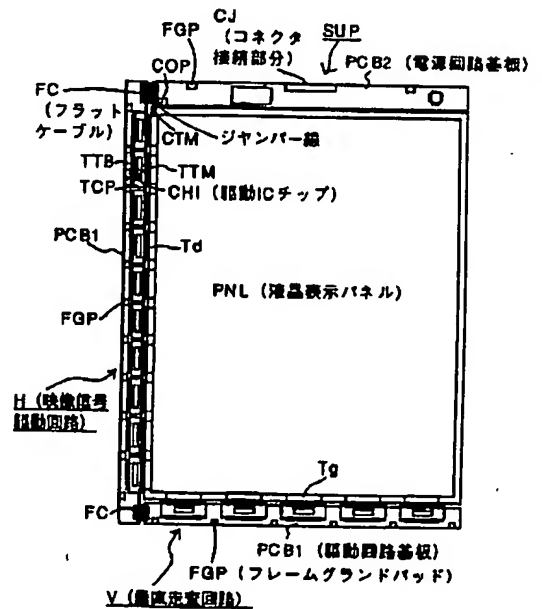 CJ
FGP
(コネクタ
接続部分)
SUP
COP
PCB2 (電源回路基板)
FC
(フラット
ケーブル)
CTM
ジャンパー線
TTB
TTM
TCP
CHI (駆動ICチップ)
PCB1
Td
PNL (液晶表示パネル)
FGP
H (映像信号
駆動回路)
Tg
FC
PCB1 (駆動回路基板)
FGP (フレームグランドパッド)
V (垂直走査回路)